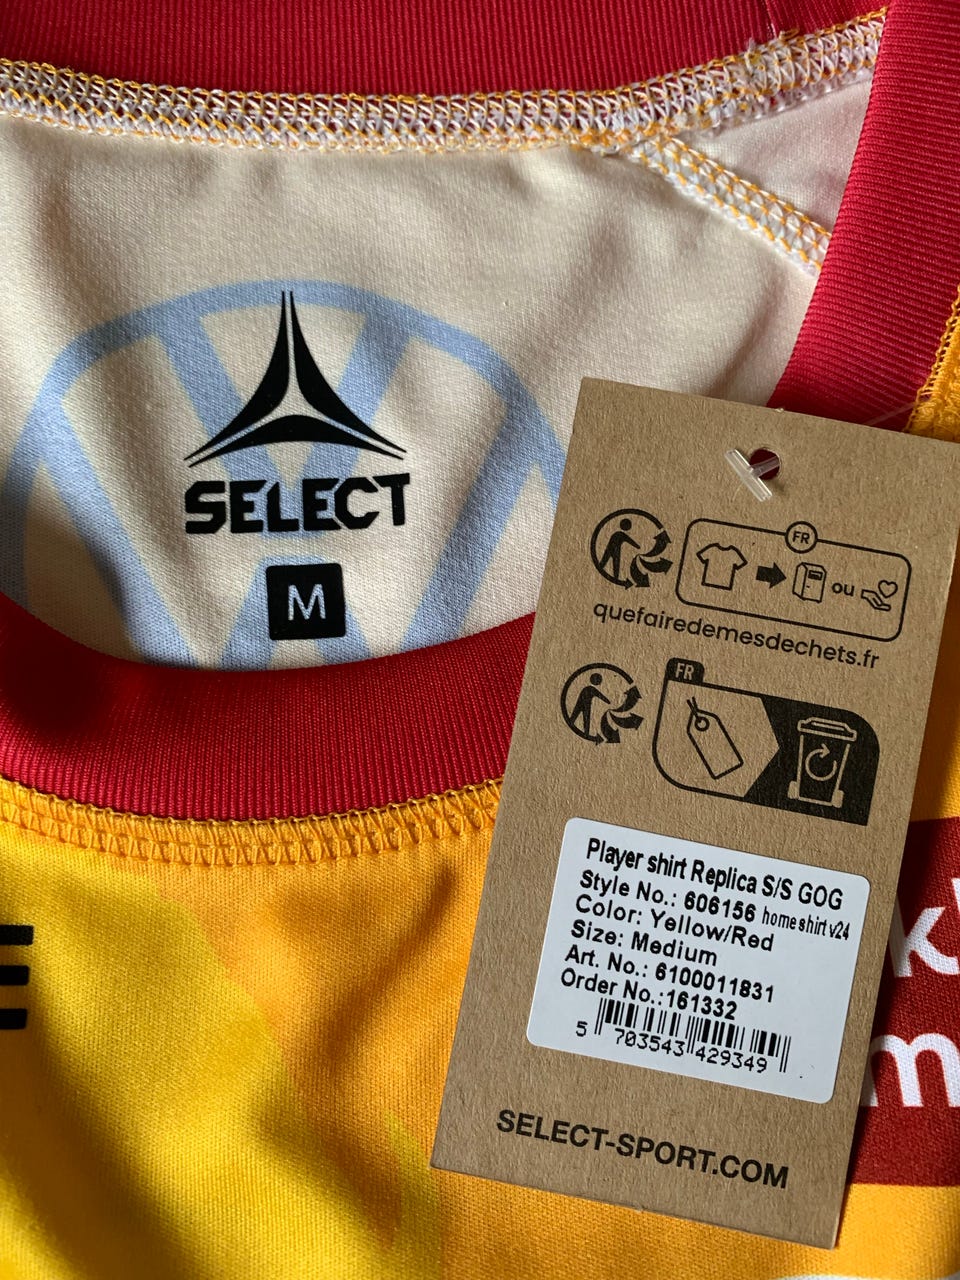 SELECT
M
FR
ou
quefairedemesdechets.fr
FR
Player shirt Replica S/S GOG
Style No.: 606156 home shirt v24
Color: Yellow/Red
Size: Medium
Art. No.: 6100011831
Order No.:161332
5 703543 429349
SELECT-SPORT.COM
k
m